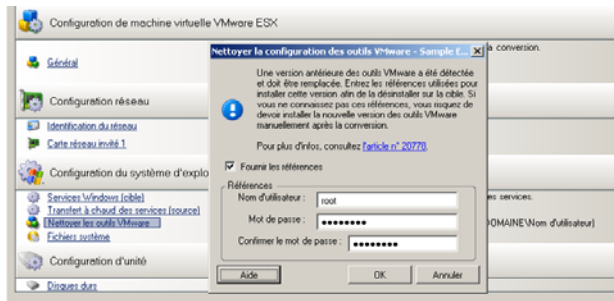 Configuration de machine virtuelle VMware ESX
Nettoyer la configuration des outils VMware - Sample E...
a conversion.
Général
Une version antérieure des outils VMware a été détectée
et doit être remplacée. Entrez les références utilisées pour
installer cette version afin de la désinstaller sur la cible. Si
vous ne connaissez pas ces références, vous risquez de
devoir installer la nouvelle version des outils VMware
manuellement après la conversion.
Pour plus d'infos, consultez l'article n° 20778.
Configuration réseau
Identification du réseau
Carte réseau invité 1
Fournir les références
Configuration du système d'explo
Références
Nom d'utilisateur : root
Mot de passe : ••••••••
Confirmer le mot de passe : ••••••••
Services Windows (cible)
es services.
Transfert à chaud des services (source)
Nettoyer les outils VMware
OMAINE\Nom d'utilisateur)
Fichiers système
Configuration d'unité
Aide
OK
Annuler
Disques durs